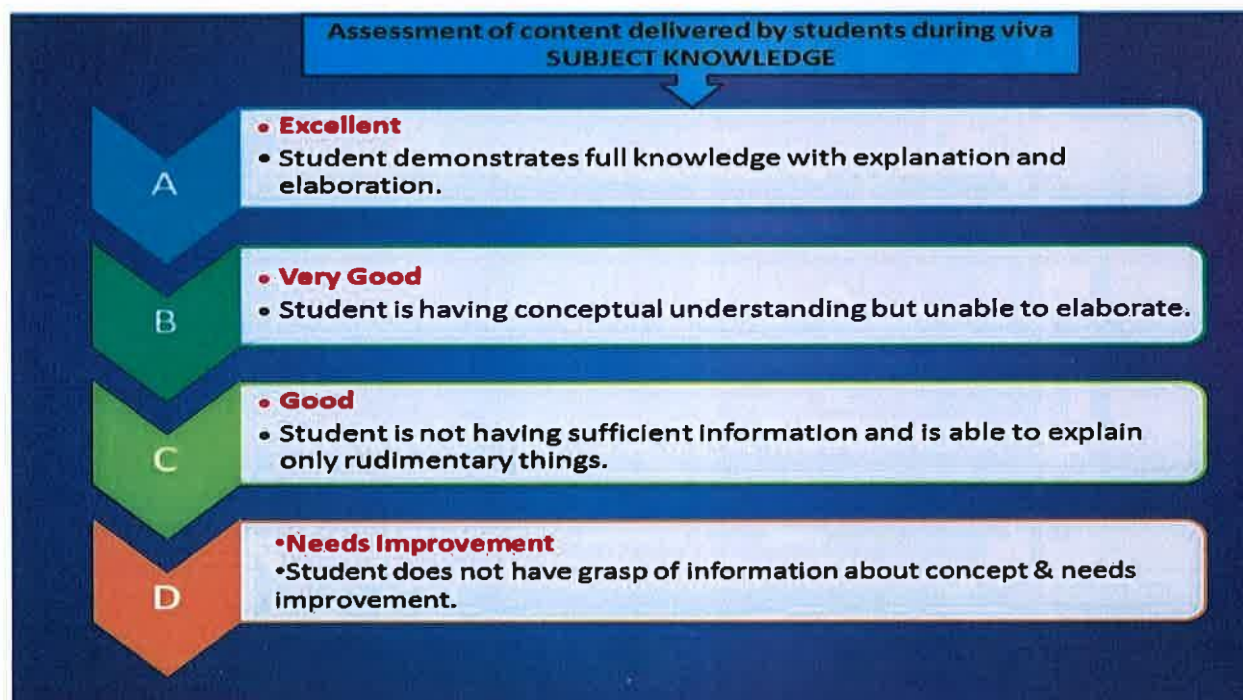 Assessment of content delivered by students during viva
SUBJECT KNOWLEDGE
A
• Excellent
• Student demonstrates full knowledge with explanation and
elaboration.
B
• Very Good
• Student is having conceptual understanding but unable to elaborate.
C
• Good
• Student is not having sufficient information and is able to explain
only rudimentary things.
D
•Needs Improvement
•Student does not have grasp of information about concept & needs
improvement.